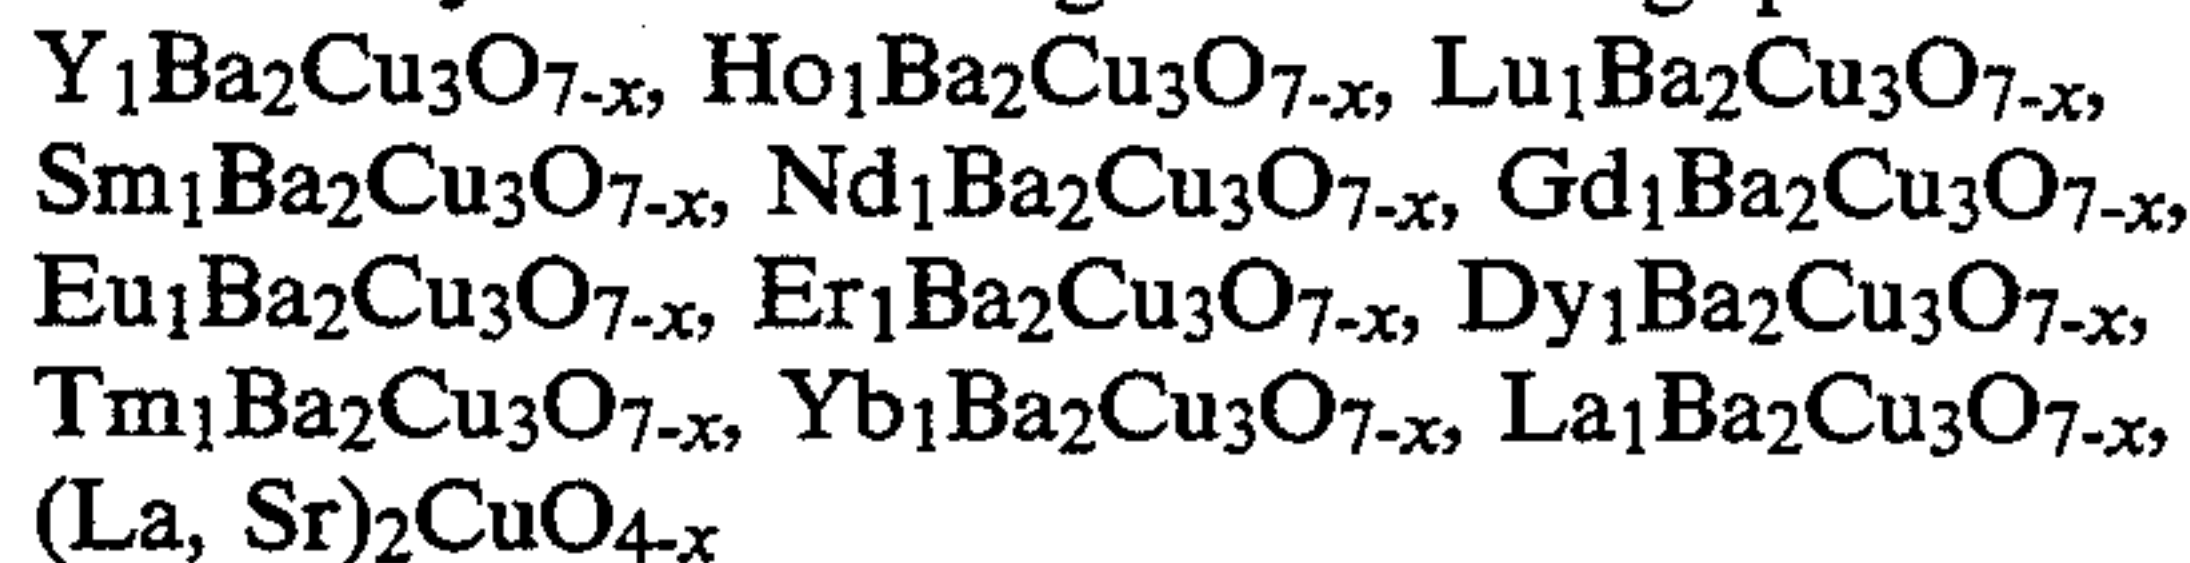 Y₁Ba₂Cu₃O₇₋ₓ, Ho₁Ba₂Cu₃O₇₋ₓ, Lu₁Ba₂Cu₃O₇₋ₓ,
Sm₁Ba₂Cu₃O₇₋ₓ, Nd₁Ba₂Cu₃O₇₋ₓ, Gd₁Ba₂Cu₃O₇₋ₓ,
Eu₁Ba₂Cu₃O₇₋ₓ, Er₁Ba₂Cu₃O₇₋ₓ, Dy₁Ba₂Cu₃O₇₋ₓ,
Tm₁Ba₂Cu₃O₇₋ₓ, Yb₁Ba₂Cu₃O₇₋ₓ, La₁Ba₂Cu₃O₇₋ₓ,
(La, Sr)₂CuO₄₋ₓ